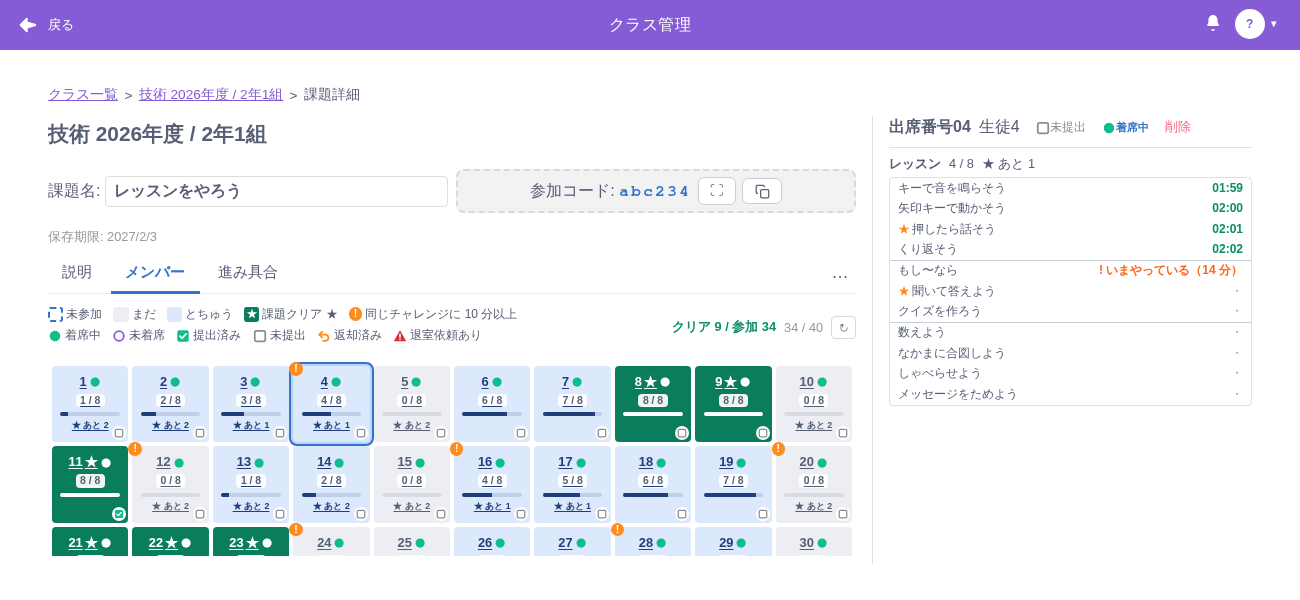 戻る
クラス管理
?
クラス一覧 > 技術 2026年度 / 2年1組 > 課題詳細
技術 2026年度 / 2年1組
課題名: レッスンをやろう
参加コード: abc234
保存期限: 2027/2/3
説明 メンバー 進み具合 …
未参加 まだ とちゅう ★ 課題クリア ★ ! 同じチャレンジに 10 分以上
着席中 未着席 提出済み 未提出 返却済み 退室依頼あり
クリア 9 / 参加 34 34 / 40
! ! 
1 2 3 4 5 6 7 8★ 9★ 10
1 / 8 2 / 8 3 / 8 4 / 8 0 / 8 6 / 8 7 / 8 8 / 8 8 / 8 0 / 8
★ あと 2 ★ あと 2 ★ あと 1 ★ あと 1 ★ あと 2 ★ あと 2
! ! !
11★ 12 13 14 15 16 17 18 19 20
8 / 8 0 / 8 1 / 8 2 / 8 0 / 8 4 / 8 5 / 8 6 / 8 7 / 8 0 / 8
★ あと 2 ★ あと 2 ★ あと 2 ★ あと 2 ★ あと 1 ★ あと 1 ★ あと 2
! !
21★ 22★ 23★ 24 25 26 27 28 29 30
出席番号04 生徒4 未提出 着席中 削除
レッスン 4 / 8 ★ あと 1
キーで音を鳴らそう 01:59
矢印キーで動かそう 02:00
★ 押したら話そう 02:01
くり返そう 02:02
もし〜なら ! いまやっている（14 分）
★ 聞いて答えよう ·
クイズを作ろう ·
数えよう ·
なかまに合図しよう ·
しゃべらせよう ·
メッセージをためよう ·